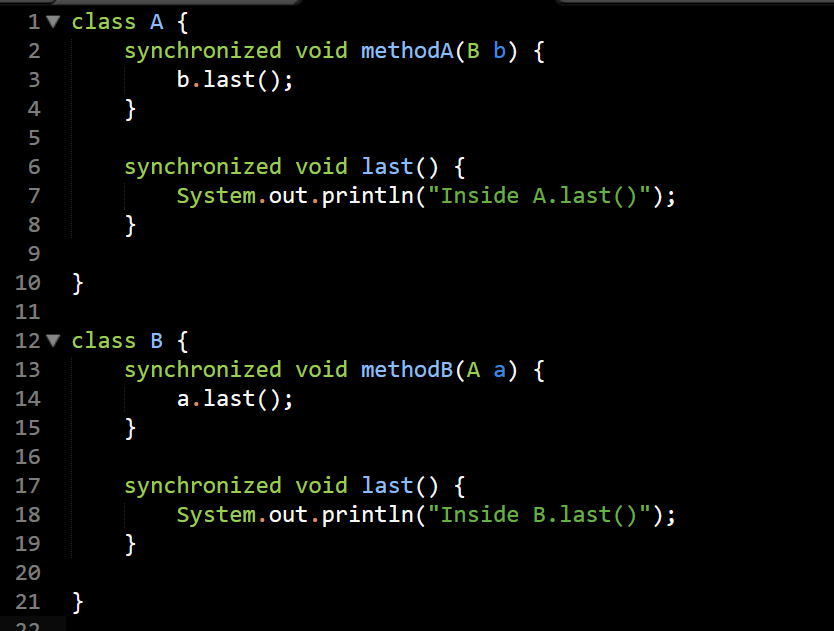 1 class A {
2 synchronized void methodA(B b) {
3 b.last();
4 }
5
6 synchronized void last() {
7 System.out.println("Inside A.last()");
8 }
9
10 }
11
12 class B {
13 synchronized void methodB(A a) {
14 a.last();
15 }
16
17 synchronized void last() {
18 System.out.println("Inside B.last()");
19 }
20
21 }
22